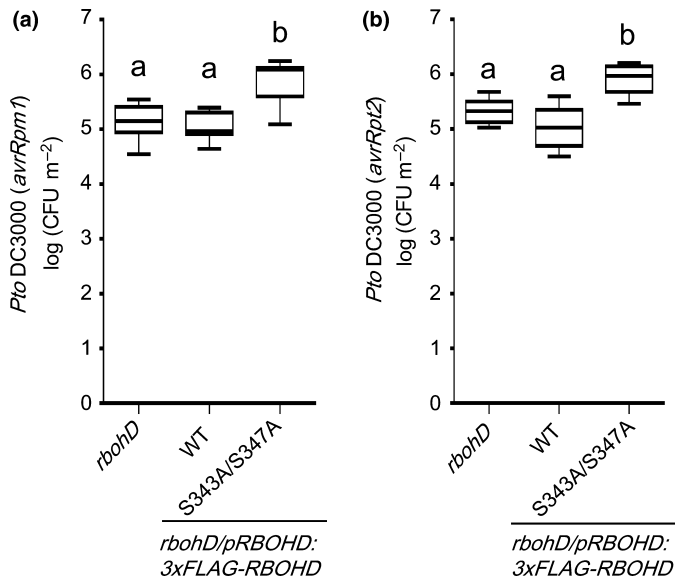 (a)
Pto DC3000 (avrRpm1)
log (CFU m−2)
7
6
5
4
3
2
1
0
a
a
b
rbohD
WT
S343A/S347A
rbohD/pRBOHD:
3xFLAG-RBOHD
(b)
Pto DC3000 (avrRpt2)
log (CFU m−2)
7
6
5
4
3
2
1
0
a
a
b
rbohD
WT
S343A/S347A
rbohD/pRBOHD:
3xFLAG-RBOHD